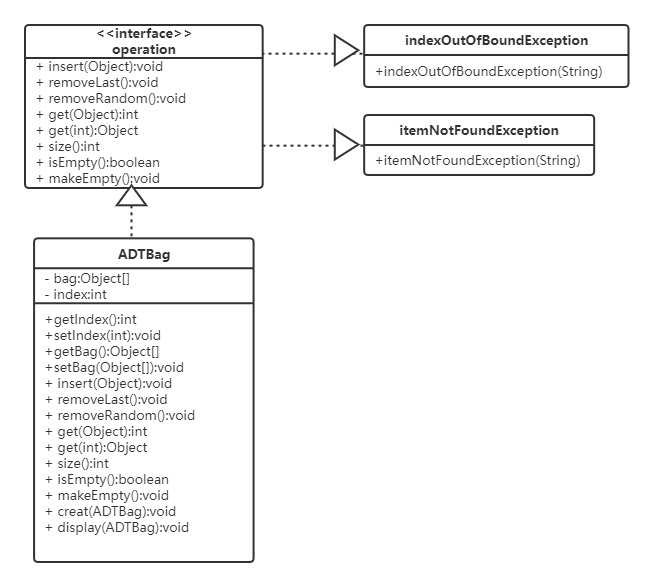 <<interface>>
operation
+ insert(Object):void
+ removeLast():void
+ removeRandom():void
+ get(Object):int
+ get(int):Object
+ size():int
+ isEmpty():boolean
+ makeEmpty():void
indexOutOfBoundException
+indexOutOfBoundException(String)
itemNotFoundException
+itemNotFoundException(String)
ADTBag
- bag:Object[]
- index:int
+getIndex():int
+setIndex(int):void
+getBag():Object[]
+setBag(Object[]):void
+ insert(Object):void
+ removeLast():void
+ removeRandom():void
+ get(Object):int
+ get(int):Object
+ size():int
+ isEmpty():boolean
+ makeEmpty():void
+ creat(ADTBag):void
+ display(ADTBag):void